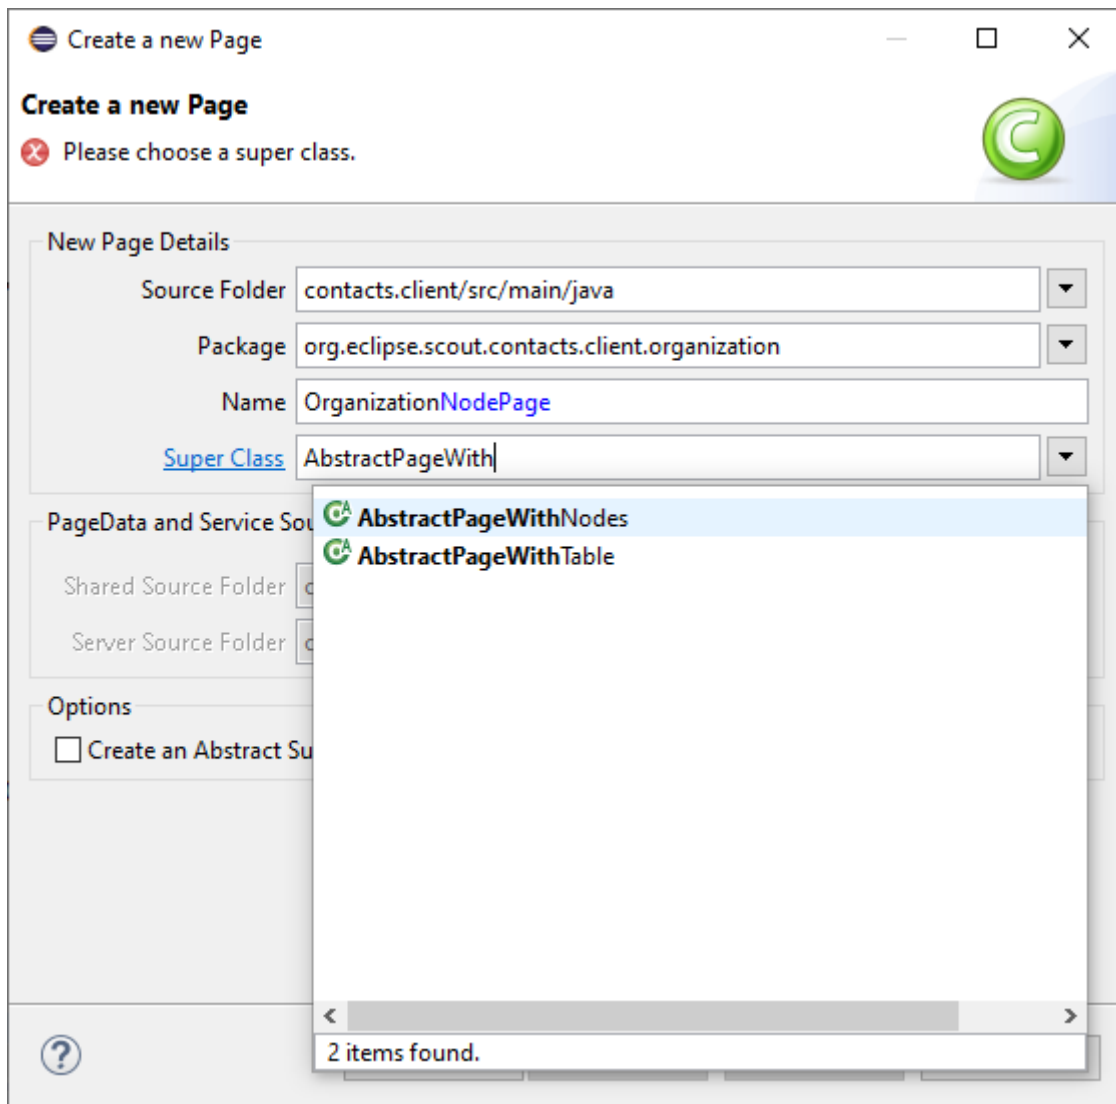 Create a new Page
Create a new Page
Please choose a super class.
New Page Details
Source Folder contacts.client/src/main/java
Package org.eclipse.scout.contacts.client.organization
Name OrganizationNodePage
Super Class AbstractPageWith
AbstractPageWithNodes
AbstractPageWithTable
PageData and Service
Shared Source Folder
Server Source Folder
Options
Create an Abstract
2 items found.